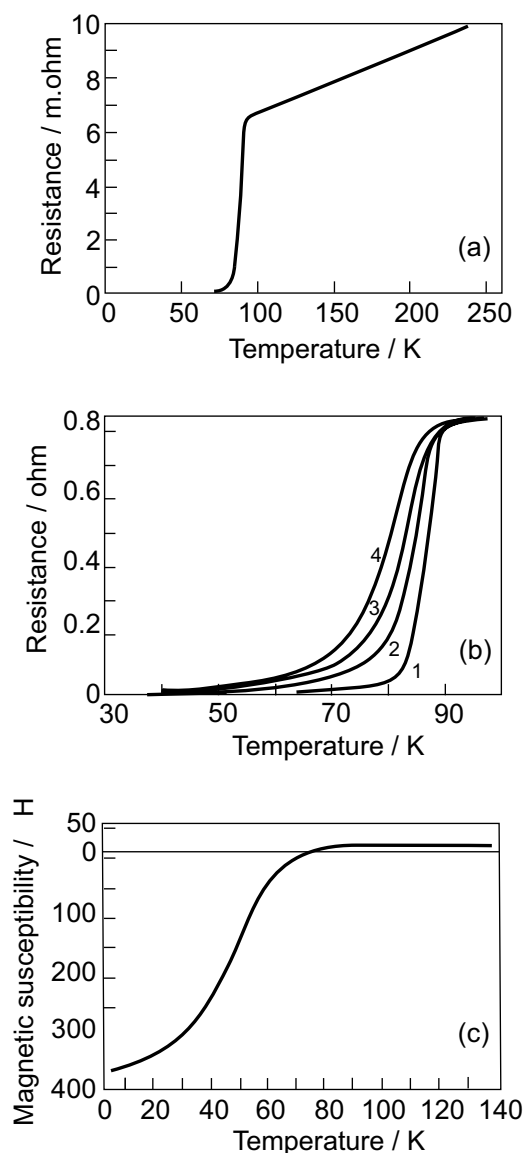 10
8
6
4
2
0
Resistance / m.ohm
(a)
0 50 100 150 200 250
Temperature / K
0.8
0.6
0.4
0.2
0
Resistance / ohm
4
3
2
1
(b)
30 50 70 90
Temperature / K
50
0
100
200
300
400
Magnetic susceptibility / H
(c)
0 20 40 60 80 100 120 140
Temperature / K